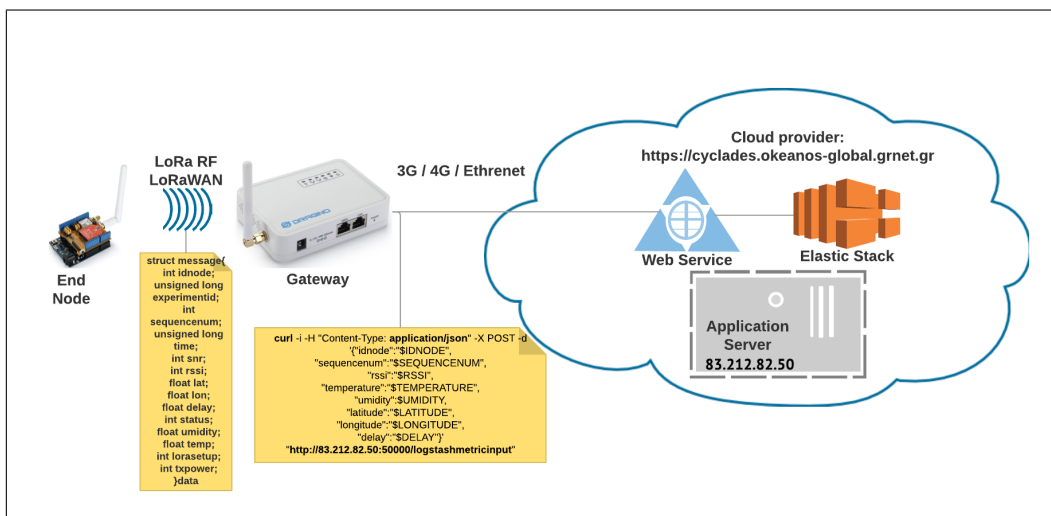 Cloud provider:
https://cyclades.okeanos-global.grnet.gr
LoRa RF
LoRaWAN
3G / 4G / Ethrenet
DRAGINO
End
Node
Gateway
Web Service
Elastic Stack
Application
Server
83.212.82.50
struct message{
int idnode;
unsigned long
experimentid;
int
sequencenum;
unsigned long
time;
int snr;
int rssi;
float lat;
float lon;
float delay;
int status;
float umidity;
float temp;
int lorasetup;
int txpower;
}data
curl -i -H "Content-Type: application/json" -X POST -d
'{"idnode":"$IDNODE",
"sequencenum":"$SEQUENCENUM",
"rssi":"$RSSI",
"temperature":"$TEMPERATURE",
"umidity":$UMIDITY,
"latitude":"$LATITUDE",
"longitude":"$LONGITUDE",
"delay":"$DELAY"}'
"http://83.212.82.50:50000/logstashmetricinput"